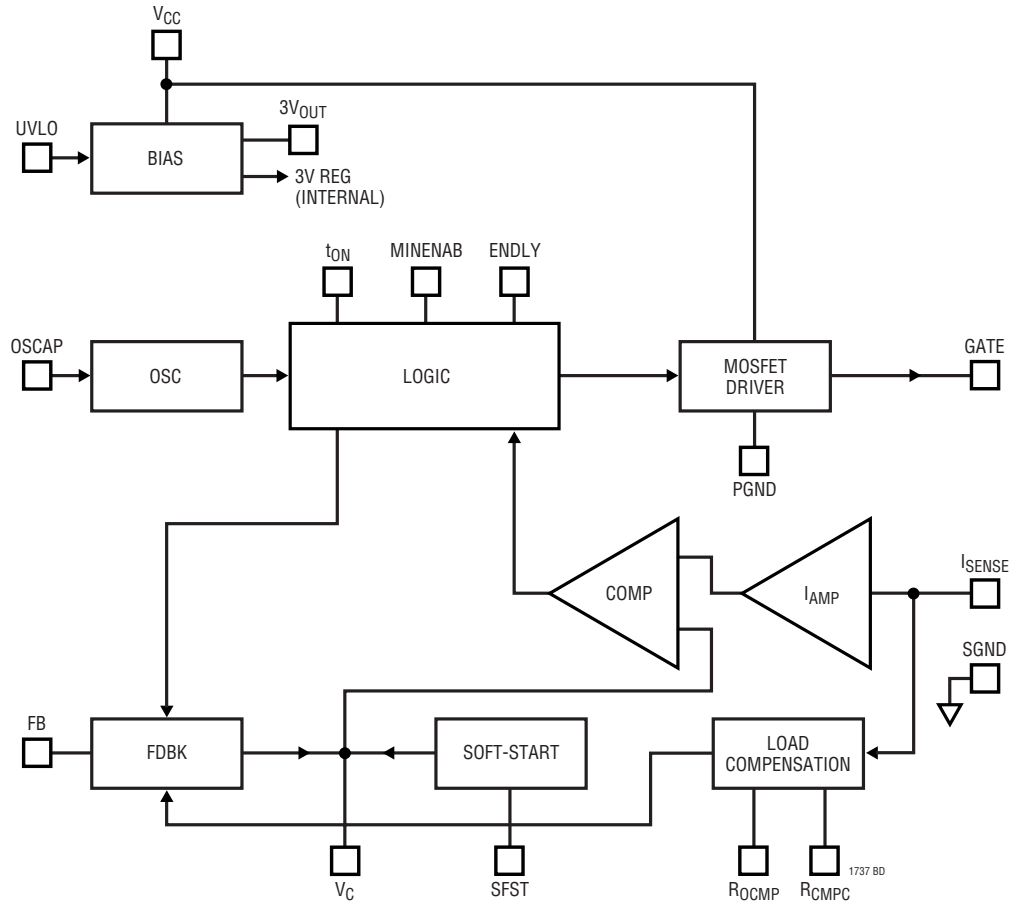 VCC
3VOUT
UVLO
BIAS
3V REG
(INTERNAL)
tON
MINENAB
ENDLY
OSCAP
OSC
LOGIC
MOSFET
DRIVER
GATE
PGND
COMP
IAMP
ISENSE
SGND
FB
FDBK
SOFT-START
LOAD
COMPENSATION
VC
SFST
ROCMP
RCMPC
1737 BD